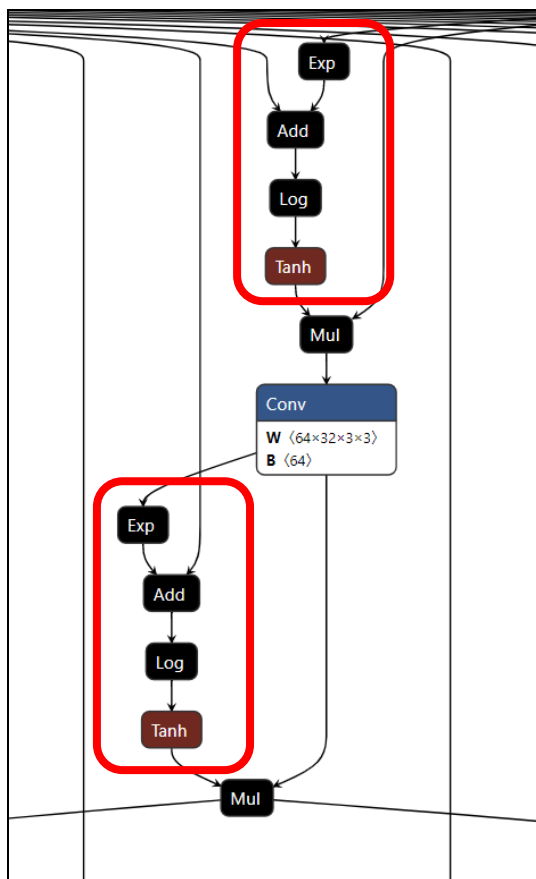 Exp
Add
Log
Tanh
Mul
Conv
W 〈64×32×3×3〉
B 〈64〉
Exp
Add
Log
Tanh
Mul